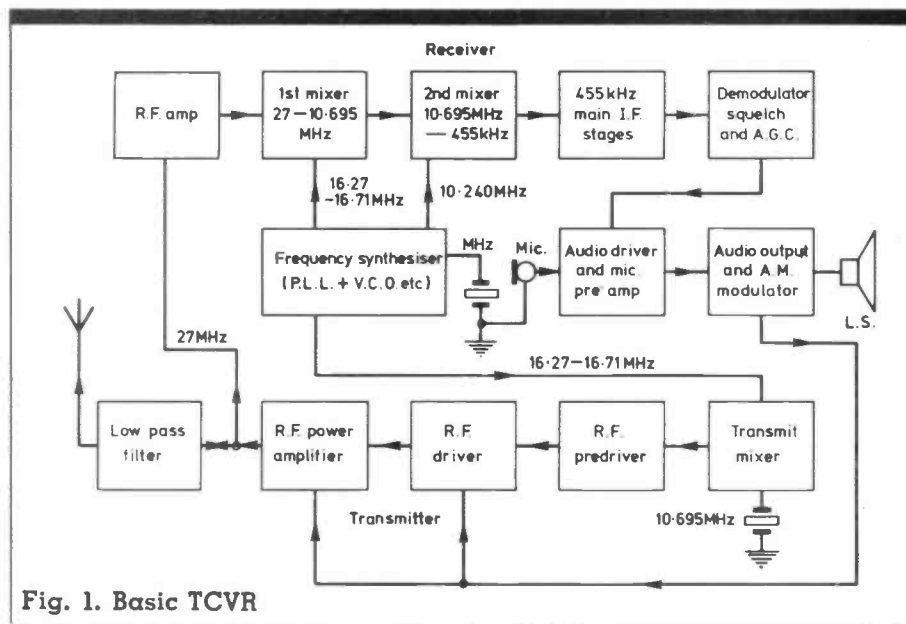 Receiver
R.F. amp
1st mixer
27—10·695
MHz
2nd mixer
10·695MHz
— 455kHz
455kHz
main I.F.
stages
Demodulator
squelch
and A.G.C.
16·27
-16·71MHz
10·240MHz
Frequency synthesiser
(P.L.L. + V.C.O. etc)
MHz
Mic.
Audio driver
and mic.
pre amp
Audio output
and A.M.
modulator
L.S.
27MHz
16·27—16·71MHz
Low pass
filter
R.F. power
amplifier
R.F.
driver
R.F.
predriver
Transmit
mixer
Transmitter
10·695MHz
Fig. 1. Basic TCVR